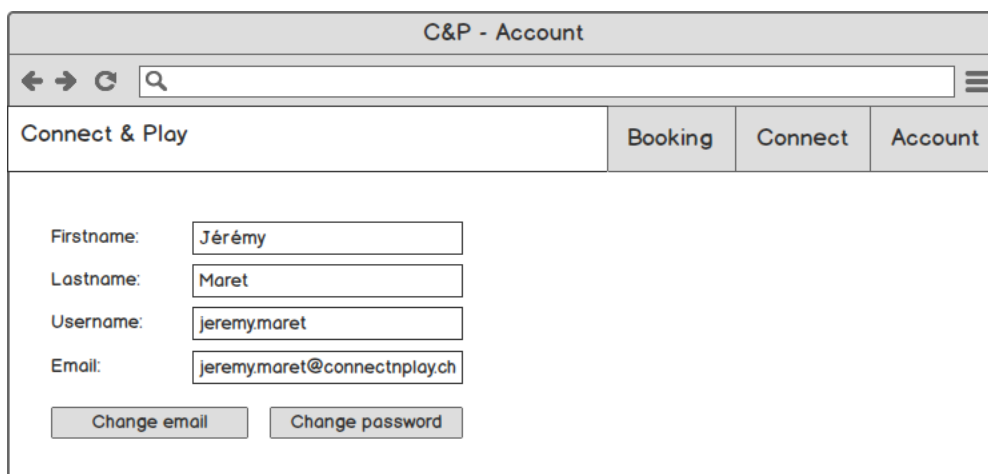 C&P - Account
Connect & Play Booking Connect Account
Firstname: Jérémy
Lastname: Maret
Username: jeremy.maret
Email: jeremy.maret@connectnplay.ch
Change email Change password